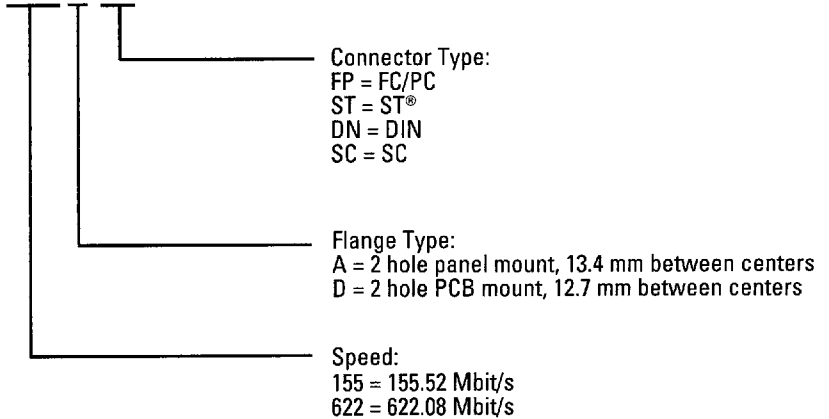 Connector Type:
FP = FC/PC
ST = ST®
DN = DIN
SC = SC
Flange Type:
A = 2 hole panel mount, 13.4 mm between centers
D = 2 hole PCB mount, 12.7 mm between centers
Speed:
155 = 155.52 Mbit/s
622 = 622.08 Mbit/s